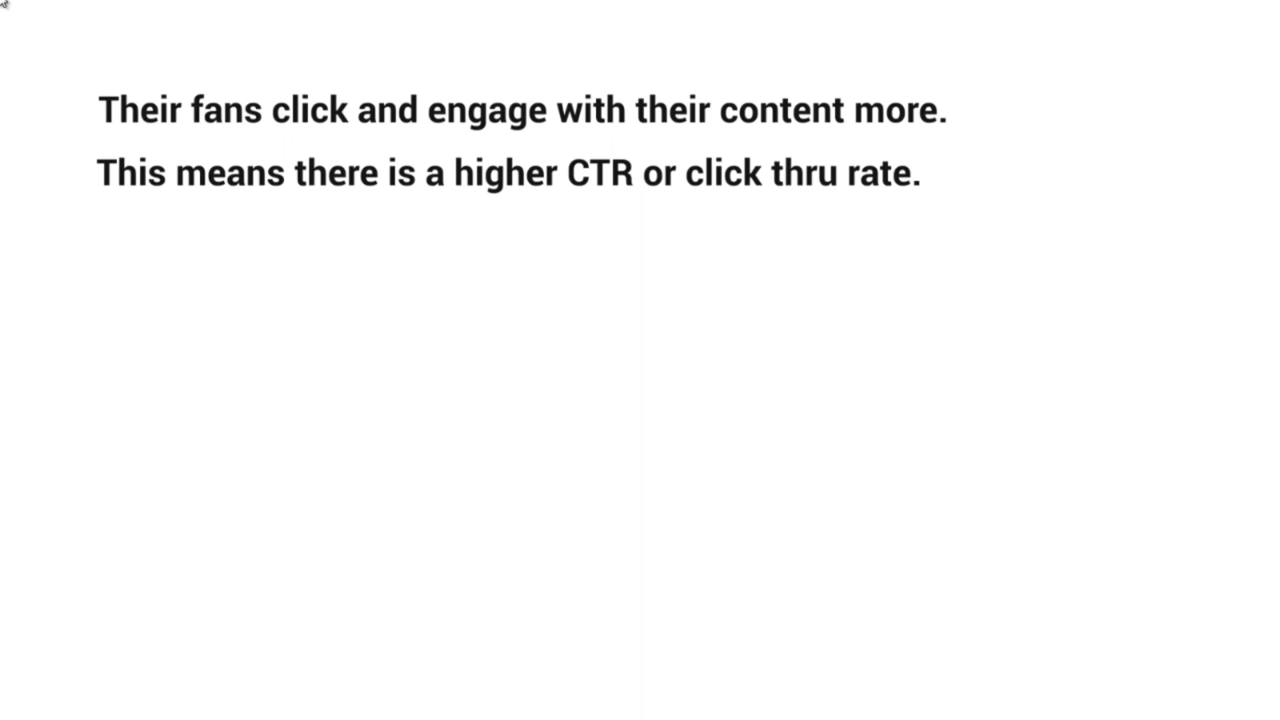 Their fans click and engage with their content more.
This means there is a higher CTR or click thru rate.